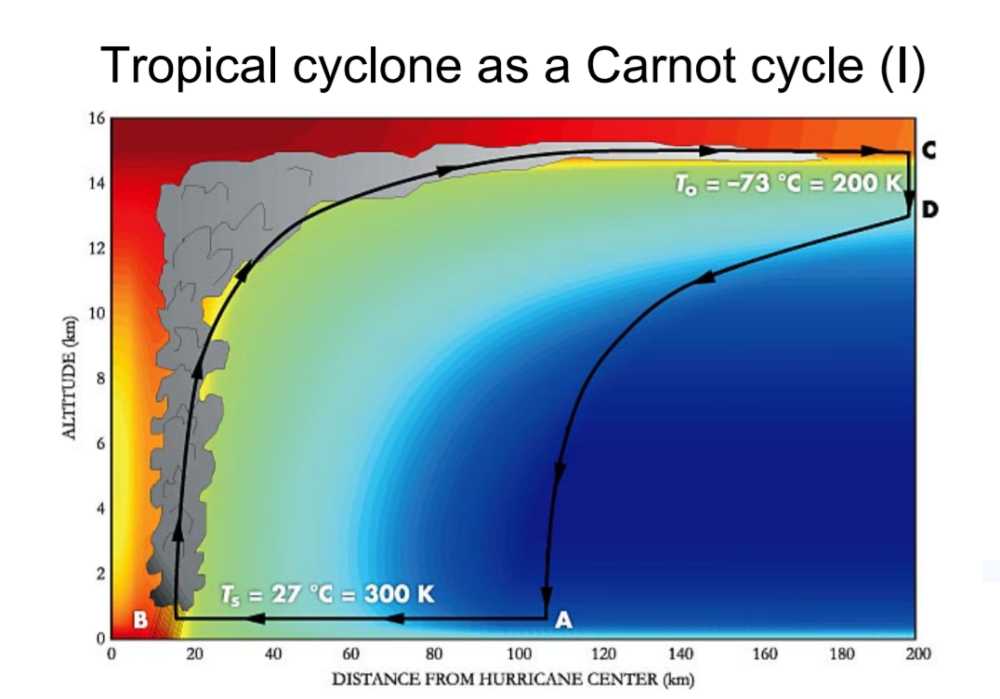 Tropical cyclone as a Carnot cycle (I)
16
14
12
10
8
6
4
2
0
ALTITUDE (km)
C
T₀ = –73 °C = 200 K
D
Tₛ = 27 °C = 300 K
B
A
0 20 40 60 80 100 120 140 160 180 200
DISTANCE FROM HURRICANE CENTER (km)